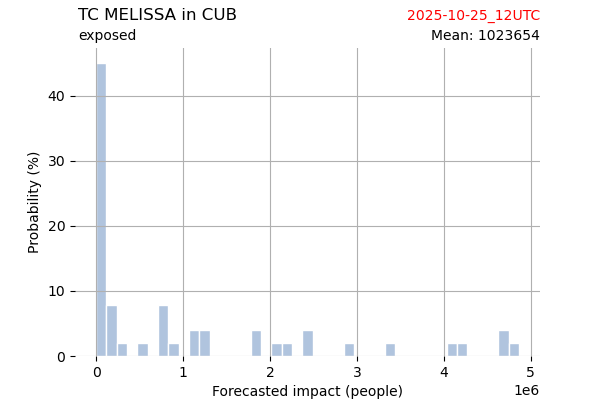 TC MELISSA in CUB
2025-10-25_12UTC
exposed
Mean: 1023654
Probability (%)
40
30
20
10
0
0 1 2 3 4 5
1e6
Forecasted impact (people)